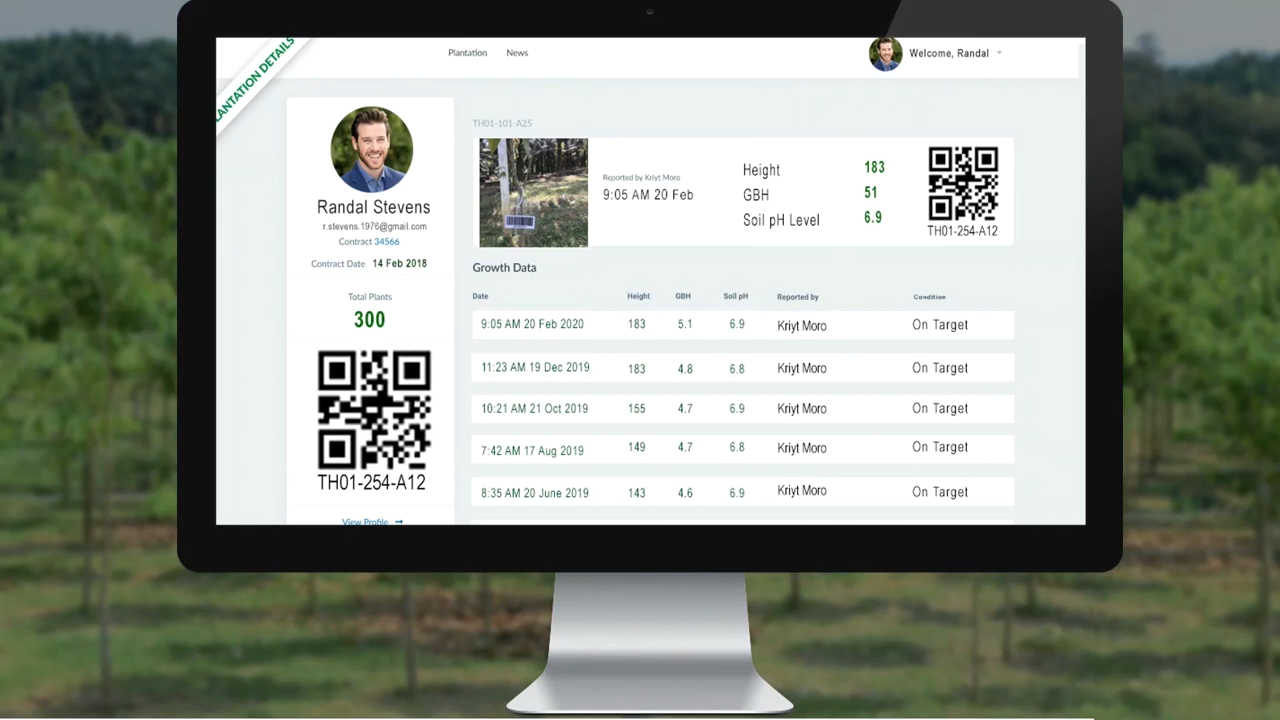 LANTATION DETAILS
Plantation News
Welcome, Randal
Randal Stevens
r.stevens.1976@gmail.com
Contract 34566
Contract Date 14 Feb 2018
Total Plants
300
TH01-254-A12
View Profile
TH01-101-A25
Reported by Kriyt Moro
9:05 AM 20 Feb
Height 183
GBH 51
Soil pH Level 6.9
TH01-254-A12
Growth Data
Date Height GBH Soil pH Reported by Condition
9:05 AM 20 Feb 2020 183 5.1 6.9 Kriyt Moro On Target
11:23 AM 19 Dec 2019 183 4.8 6.8 Kriyt Moro On Target
10:21 AM 21 Oct 2019 155 4.7 6.9 Kriyt Moro On Target
7:42 AM 17 Aug 2019 149 4.7 6.8 Kriyt Moro On Target
8:35 AM 20 June 2019 143 4.6 6.9 Kriyt Moro On Target